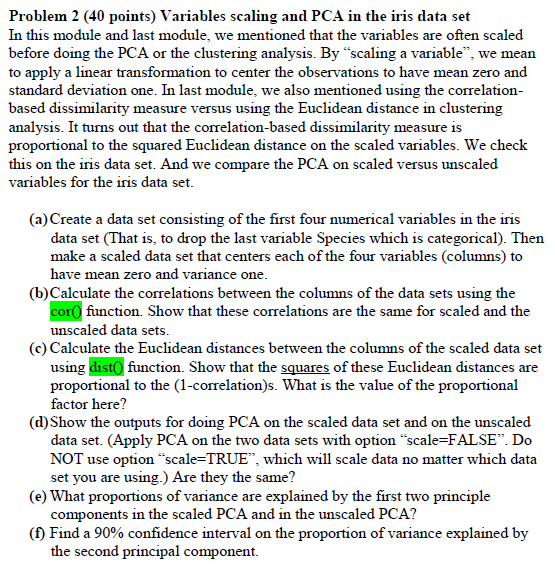 Problem 2 (40 points) Variables scaling and PCA in the iris data set
In this module and last module, we mentioned that the variables are often scaled
before doing the PCA or the clustering analysis. By “scaling a variable”, we mean
to apply a linear transformation to center the observations to have mean zero and
standard deviation one. In last module, we also mentioned using the correlation-
based dissimilarity measure versus using the Euclidean distance in clustering
analysis. It turns out that the correlation-based dissimilarity measure is
proportional to the squared Euclidean distance on the scaled variables. We check
this on the iris data set. And we compare the PCA on scaled versus unscaled
variables for the iris data set.
(a) Create a data set consisting of the first four numerical variables in the iris
data set (That is, to drop the last variable Species which is categorical). Then
make a scaled data set that centers each of the four variables (columns) to
have mean zero and variance one.
(b) Calculate the correlations between the columns of the data sets using the
cor() function. Show that these correlations are the same for scaled and the
unscaled data sets.
(c) Calculate the Euclidean distances between the columns of the scaled data set
using dist() function. Show that the squares of these Euclidean distances are
proportional to the (1-correlation)s. What is the value of the proportional
factor here?
(d) Show the outputs for doing PCA on the scaled data set and on the unscaled
data set. (Apply PCA on the two data sets with option “scale=FALSE”. Do
NOT use option “scale=TRUE”, which will scale data no matter which data
set you are using.) Are they the same?
(e) What proportions of variance are explained by the first two principle
components in the scaled PCA and in the unscaled PCA?
(f) Find a 90% confidence interval on the proportion of variance explained by
the second principal component.